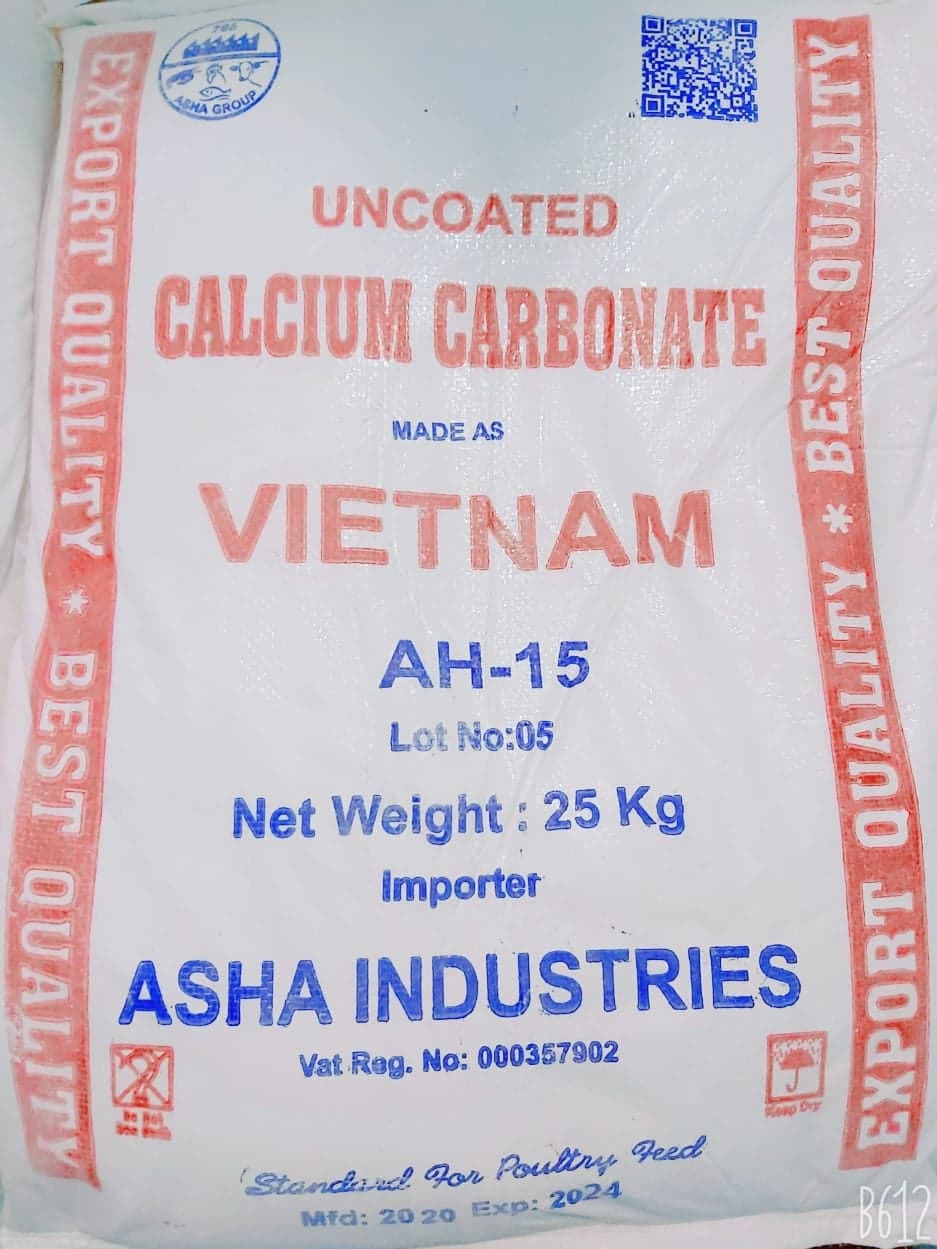 786
ASHA GROUP
EXPORT QUALITY * BEST QUALITY
UNCOATED
CALCIUM CARBONATE
MADE AS
VIETNAM
AH-15
Lot No:05
Net Weight : 25 Kg
Importer
ASHA INDUSTRIES
Vat Reg. No: 000357902
Keep Dry
Standard For Poultry Feed
Mfd: 2020 Exp: 2024
EXPORT QUALITY * BEST QUALITY
B612